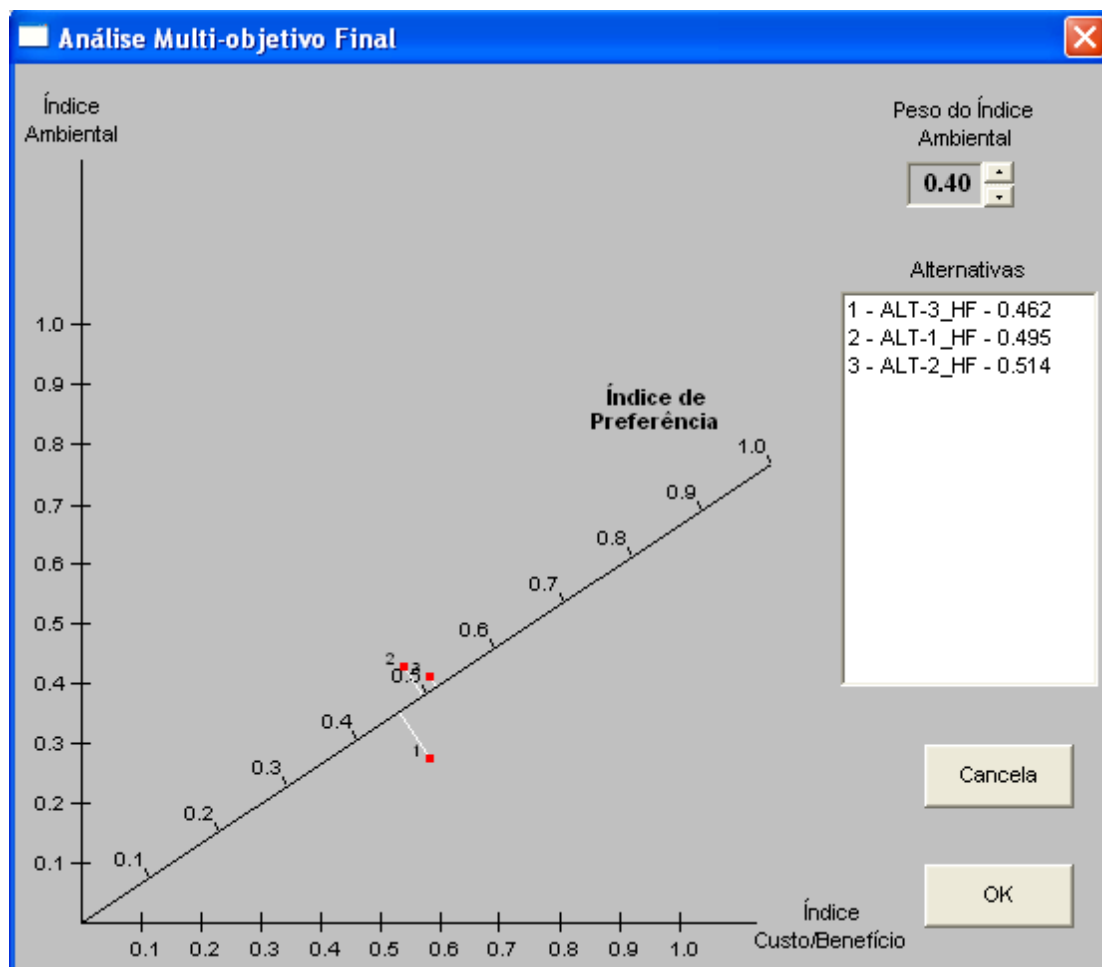 Análise Multi-objetivo Final
Índice
Ambiental
Peso do Índice
Ambiental
0.40
Alternativas
1 - ALT-3_HF - 0.462
2 - ALT-1_HF - 0.495
3 - ALT-2_HF - 0.514
Índice de
Preferência
1.0
0.9
0.8
0.7
0.6
0.5
0.4
0.3
0.2
0.1
1.0
0.9
0.8
0.7
0.6
0.5
0.4
0.3
0.2
0.1
2
3
1
0.1 0.2 0.3 0.4 0.5 0.6 0.7 0.8 0.9 1.0
Índice
Custo/Benefício
Cancela
OK